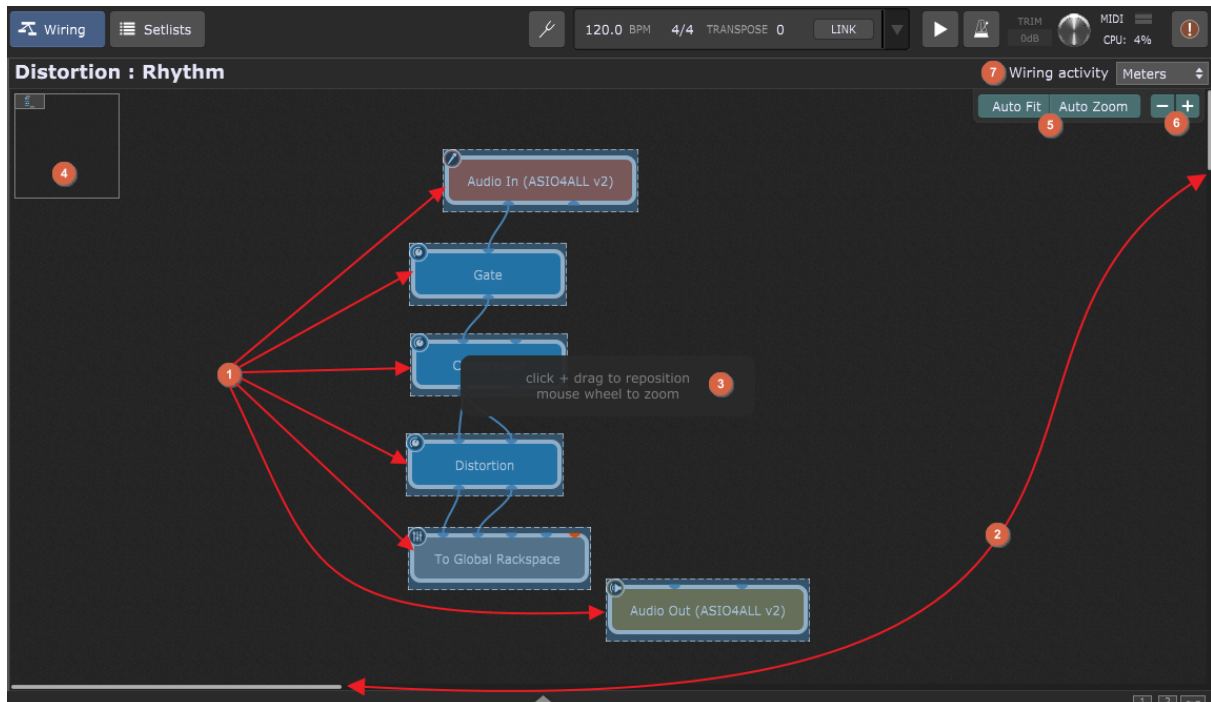 Wiring
Setlists
120.0 BPM 4/4 TRANSPOSE 0
LINK
TRIM
0dB
MIDI
CPU: 4%
Distortion : Rhythm
7 Wiring activity Meters
Auto Fit Auto Zoom
5
6
4
Audio In (ASIO4ALL v2)
Gate
1
click + drag to reposition
mouse wheel to zoom
3
Distortion
2
To Global Rackspace
Audio Out (ASIO4ALL v2)